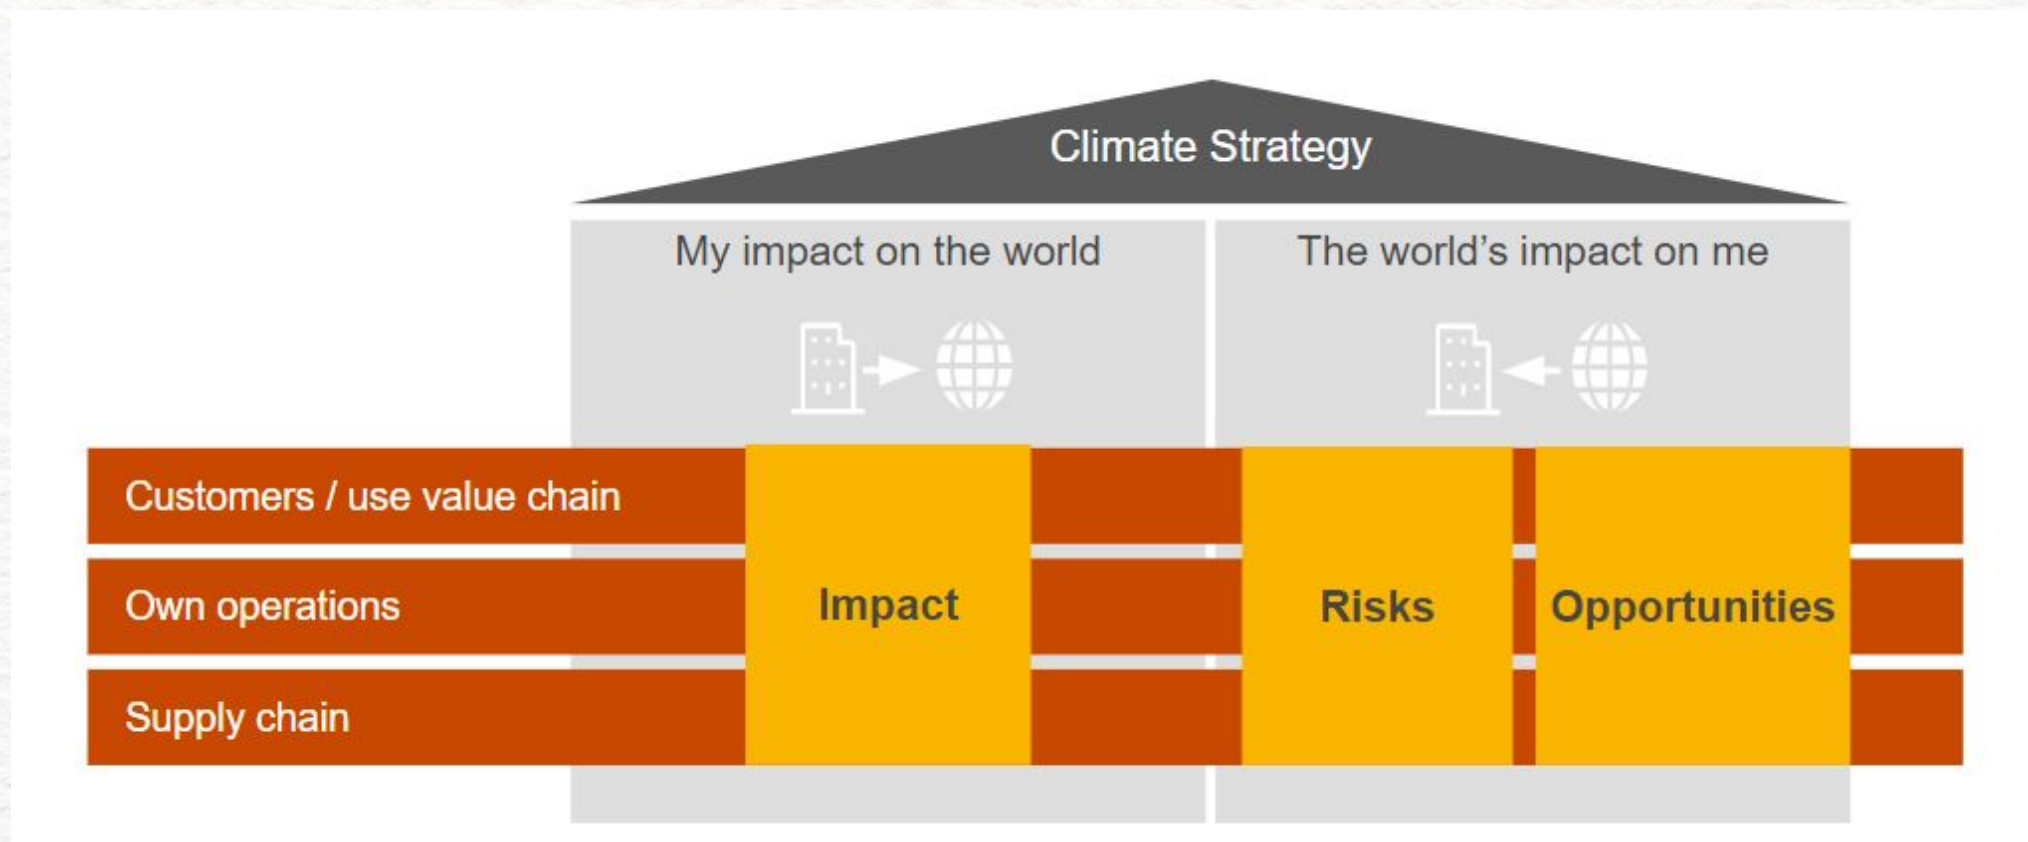 Climate Strategy
My impact on the world
The world’s impact on me
Customers / use value chain
Own operations
Supply chain
Impact
Risks
Opportunities